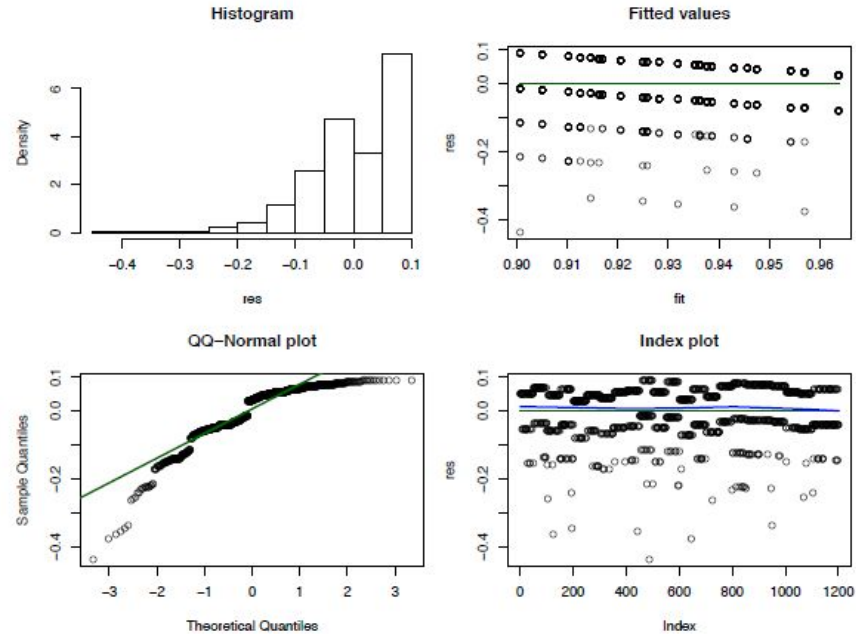 Histogram
Density
6
4
2
0
−0.4 −0.3 −0.2 −0.1 0.0 0.1
res
Fitted values
res
0.1
0.0
−0.2
−0.4
0.90 0.91 0.92 0.93 0.94 0.95 0.96
fit
QQ−Normal plot
Sample Quantiles
0.1
0.0
−0.2
−0.4
−3 −2 −1 0 1 2 3
Theoretical Quantiles
Index plot
res
0.1
0.0
−0.2
−0.4
0 200 400 600 800 1000 1200
Index